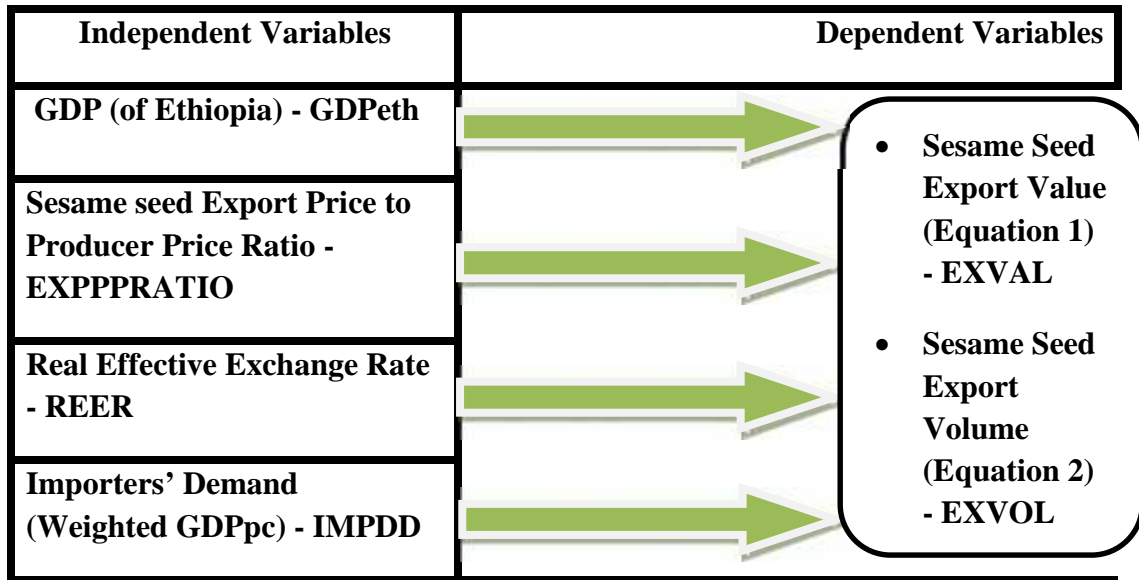 Independent Variables
Dependent Variables
GDP (of Ethiopia) - GDPeth
Sesame seed Export Price to
Producer Price Ratio -
EXPPPRATIO
Real Effective Exchange Rate
- REER
Importers’ Demand
(Weighted GDPpc) - IMPDD
• Sesame Seed
Export Value
(Equation 1)
- EXVAL
• Sesame Seed
Export
Volume
(Equation 2)
- EXVOL